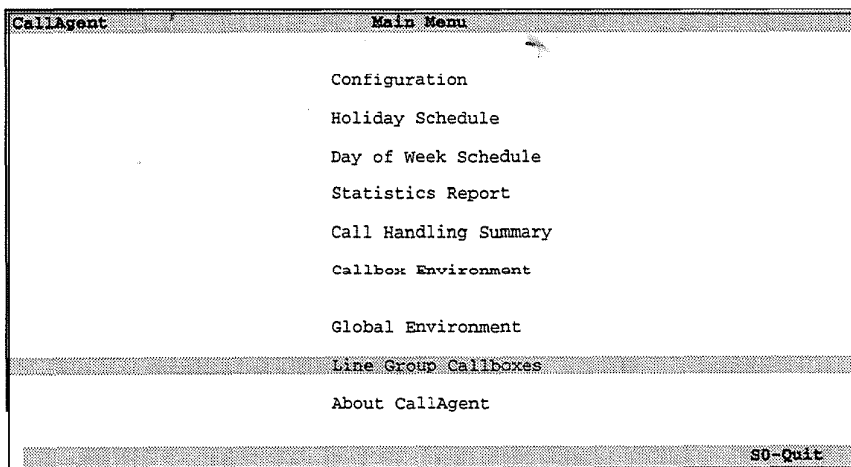 CallAgent Main Menu
Configuration
Holiday Schedule
Day of Week Schedule
Statistics Report
Call Handling Summary
Callbox Environment
Global Environment
Line Group Callboxes
About CallAgent
S0-Quit